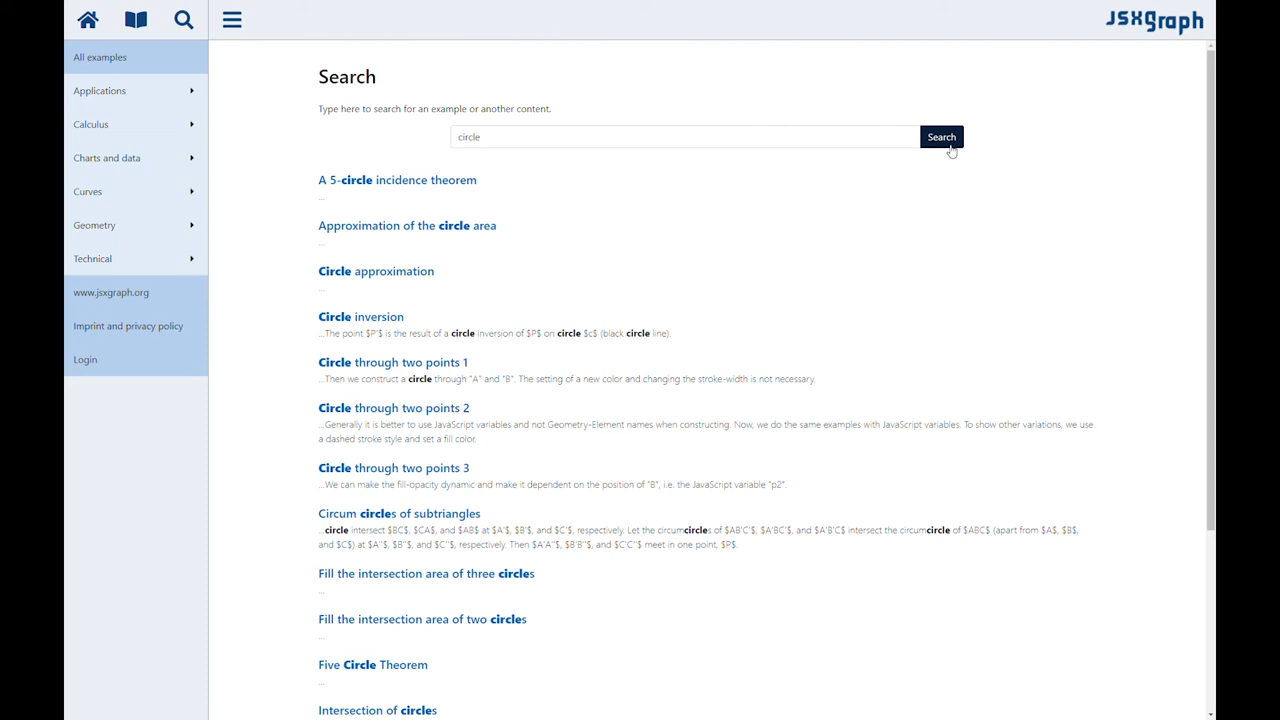 JSXGraph
All examples
Applications
Calculus
Charts and data
Curves
Geometry
Technical
www.jsxgraph.org
Imprint and privacy policy
Login
Search
Type here to search for an example or another content.
circle
Search
A 5-circle incidence theorem
...
Approximation of the circle area
...
Circle approximation
...
Circle inversion
...The point $P'$ is the result of a circle inversion of $P$ on circle $c$ (black circle line).
Circle through two points 1
...Then we construct a circle through "A" and "B". The setting of a new color and changing the stroke-width is not necessary.
Circle through two points 2
...Generally it is better to use JavaScript variables and not Geometry-Element names when constructing. Now, we do the same examples with JavaScript variables. To show other variations, we use
a dashed stroke style and set a fill color.
Circle through two points 3
...We can make the fill-opacity dynamic and make it dependent on the position of "B", i.e. the JavaScript variable "p2".
Circum circles of subtriangles
...circle intersect $BC$, $CA$, and $AB$ at $A'$, $B'$, and $C'$, respectively. Let the circumcircles of $AB'C'$, $A'BC'$, and $A'B'C$ intersect the circumcircle of $ABC$ (apart from $A$, $B$,
and $C$) at $A''$, $B''$, and $C''$, respectively. Then $A'A''$, $B'B''$, and $C'C''$ meet in one point, $P$.
Fill the intersection area of three circles
...
Fill the intersection area of two circles
...
Five Circle Theorem
...
Intersection of circles